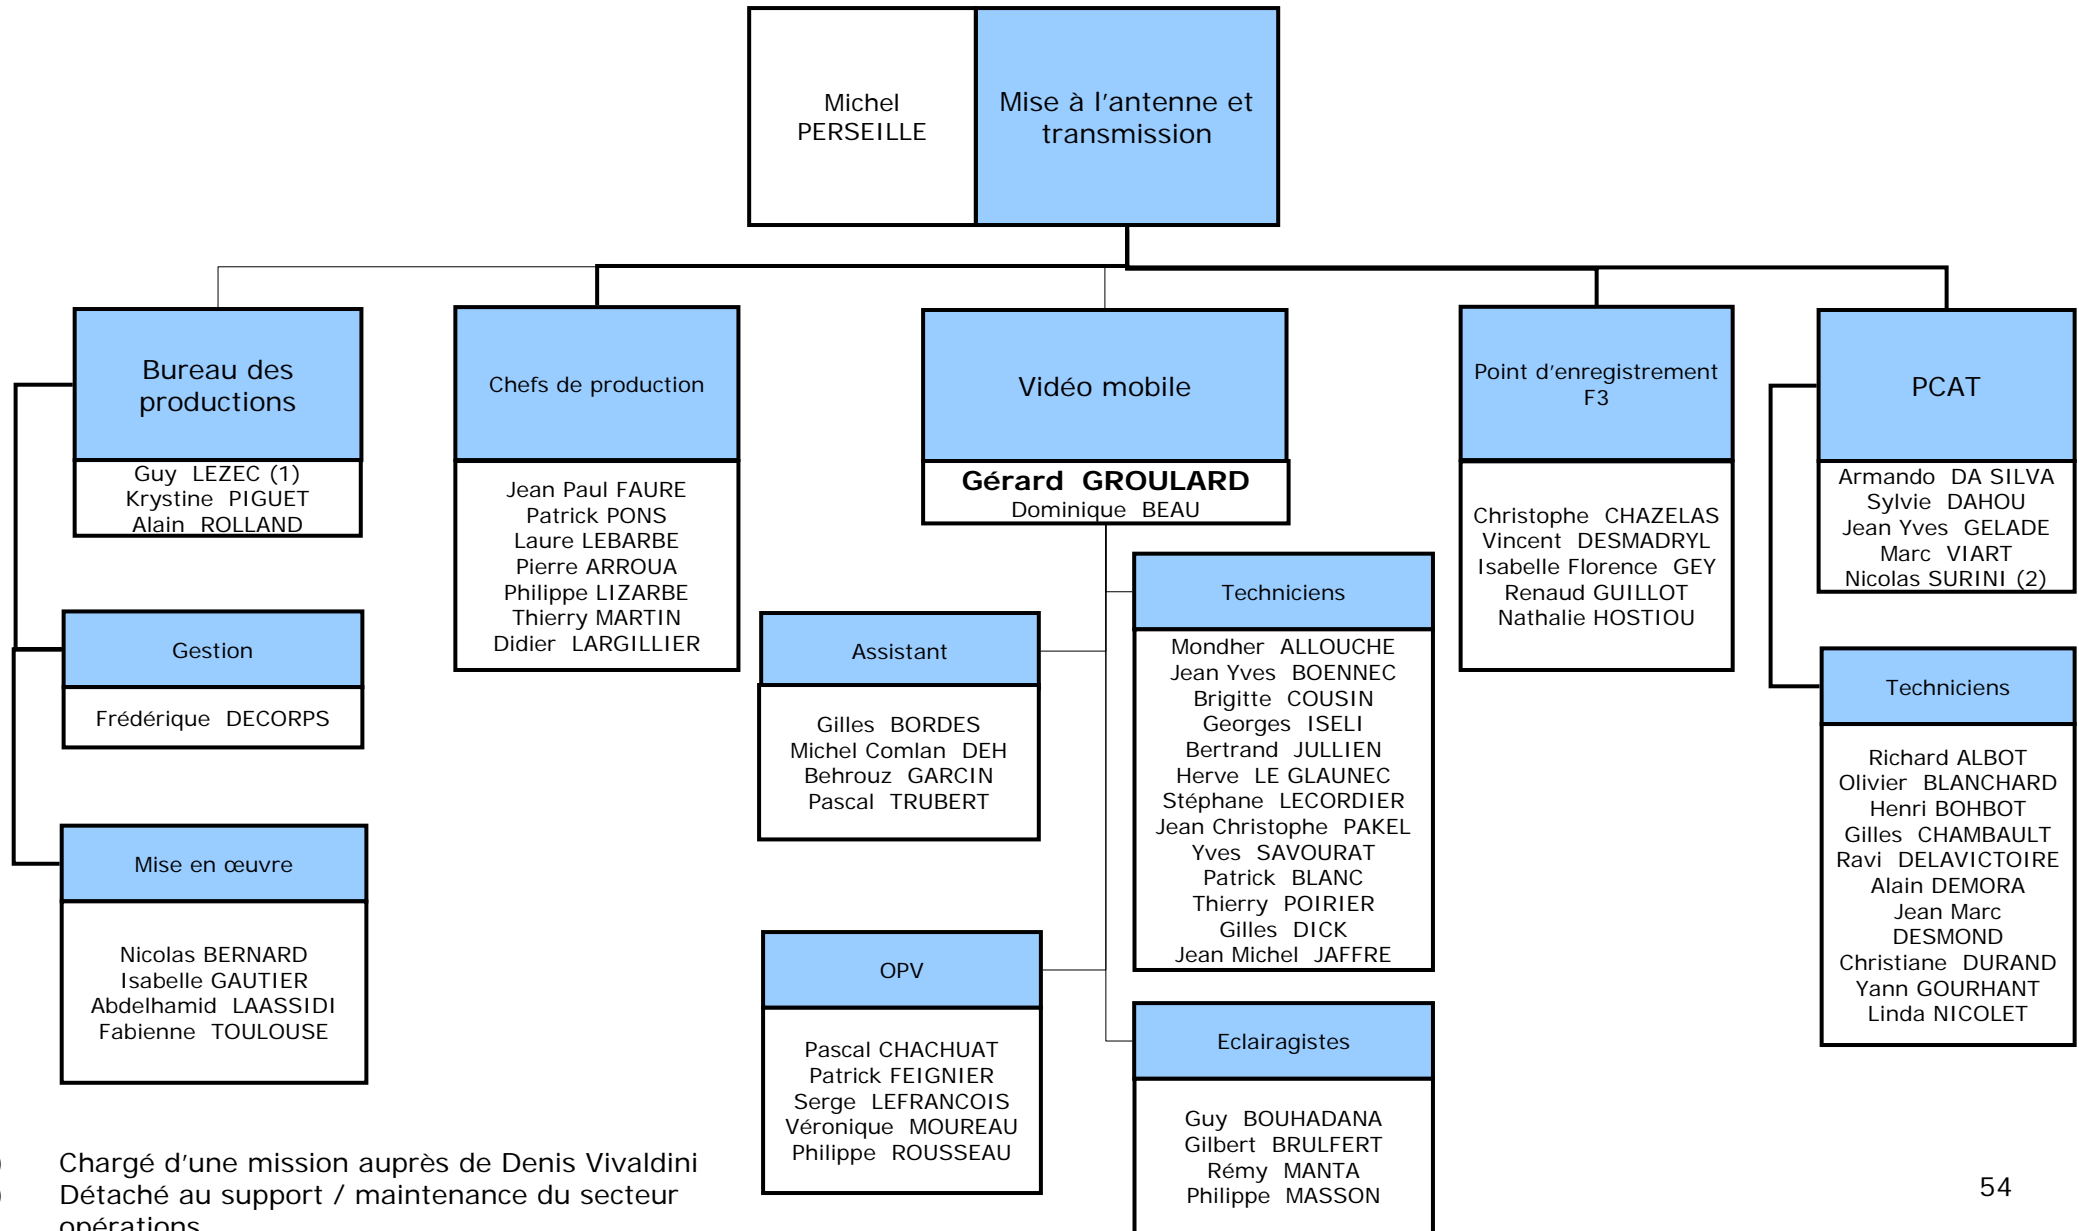 Michel
PERSEILLE
Mise à l'antenne et
transmission
Bureau des
productions
Guy LEZEC (1)
Krystine PIGUET
Alain ROLLAND
Gestion
Frédérique DECORPS
Mise en œuvre
Nicolas BERNARD
Isabelle GAUTIER
Abdelhamid LAASSIDI
Fabienne TOULOUSE
Chefs de production
Jean Paul FAURE
Patrick PONS
Laure LEBARBE
Pierre ARROUA
Philippe LIZARBE
Thierry MARTIN
Didier LARGILLIER
Vidéo mobile
Gérard GROULARD
Dominique BEAU
Assistant
Gilles BORDES
Michel Comlan DEH
Behrouz GARCIN
Pascal TRUBERT
OPV
Pascal CHACHUAT
Patrick FEIGNIER
Serge LEFRANCOIS
Véronique MOUREAU
Philippe ROUSSEAU
Techniciens
Mondher ALLOUCHE
Jean Yves BOENNEC
Brigitte COUSIN
Georges ISELI
Bertrand JULLIEN
Herve LE GLAUNEC
Stéphane LECORDIER
Jean Christophe PAKEL
Yves SAVOURAT
Patrick BLANC
Thierry POIRIER
Gilles DICK
Jean Michel JAFFRE
Eclairagistes
Guy BOUHADANA
Gilbert BRULFERT
Rémy MANTA
Philippe MASSON
Point d'enregistrement
F3
Christophe CHAZELAS
Vincent DESMADRYL
Isabelle Florence GEY
Renaud GUILLOT
Nathalie HOSTIOU
PCAT
Armando DA SILVA
Sylvie DAHOU
Jean Yves GELADE
Marc VIART
Nicolas SURINI (2)
Techniciens
Richard ALBOT
Olivier BLANCHARD
Henri BOHBOT
Gilles CHAMBAULT
Ravi DELAVICTOIRE
Alain DEMORA
Jean Marc
DESMOND
Christiane DURAND
Yann GOURHANT
Linda NICOLET
) Chargé d'une mission auprès de Denis Vivaldini
) Détaché au support / maintenance du secteur
opérations
54